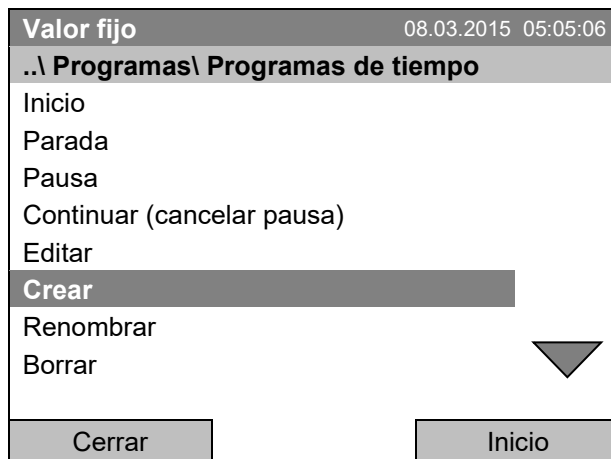 Valor fijo 08.03.2015 05:05:06
..\ Programas\ Programas de tiempo
Inicio
Parada
Pausa
Continuar (cancelar pausa)
Editar
Crear
Renombrar
Borrar
Cerrar Inicio